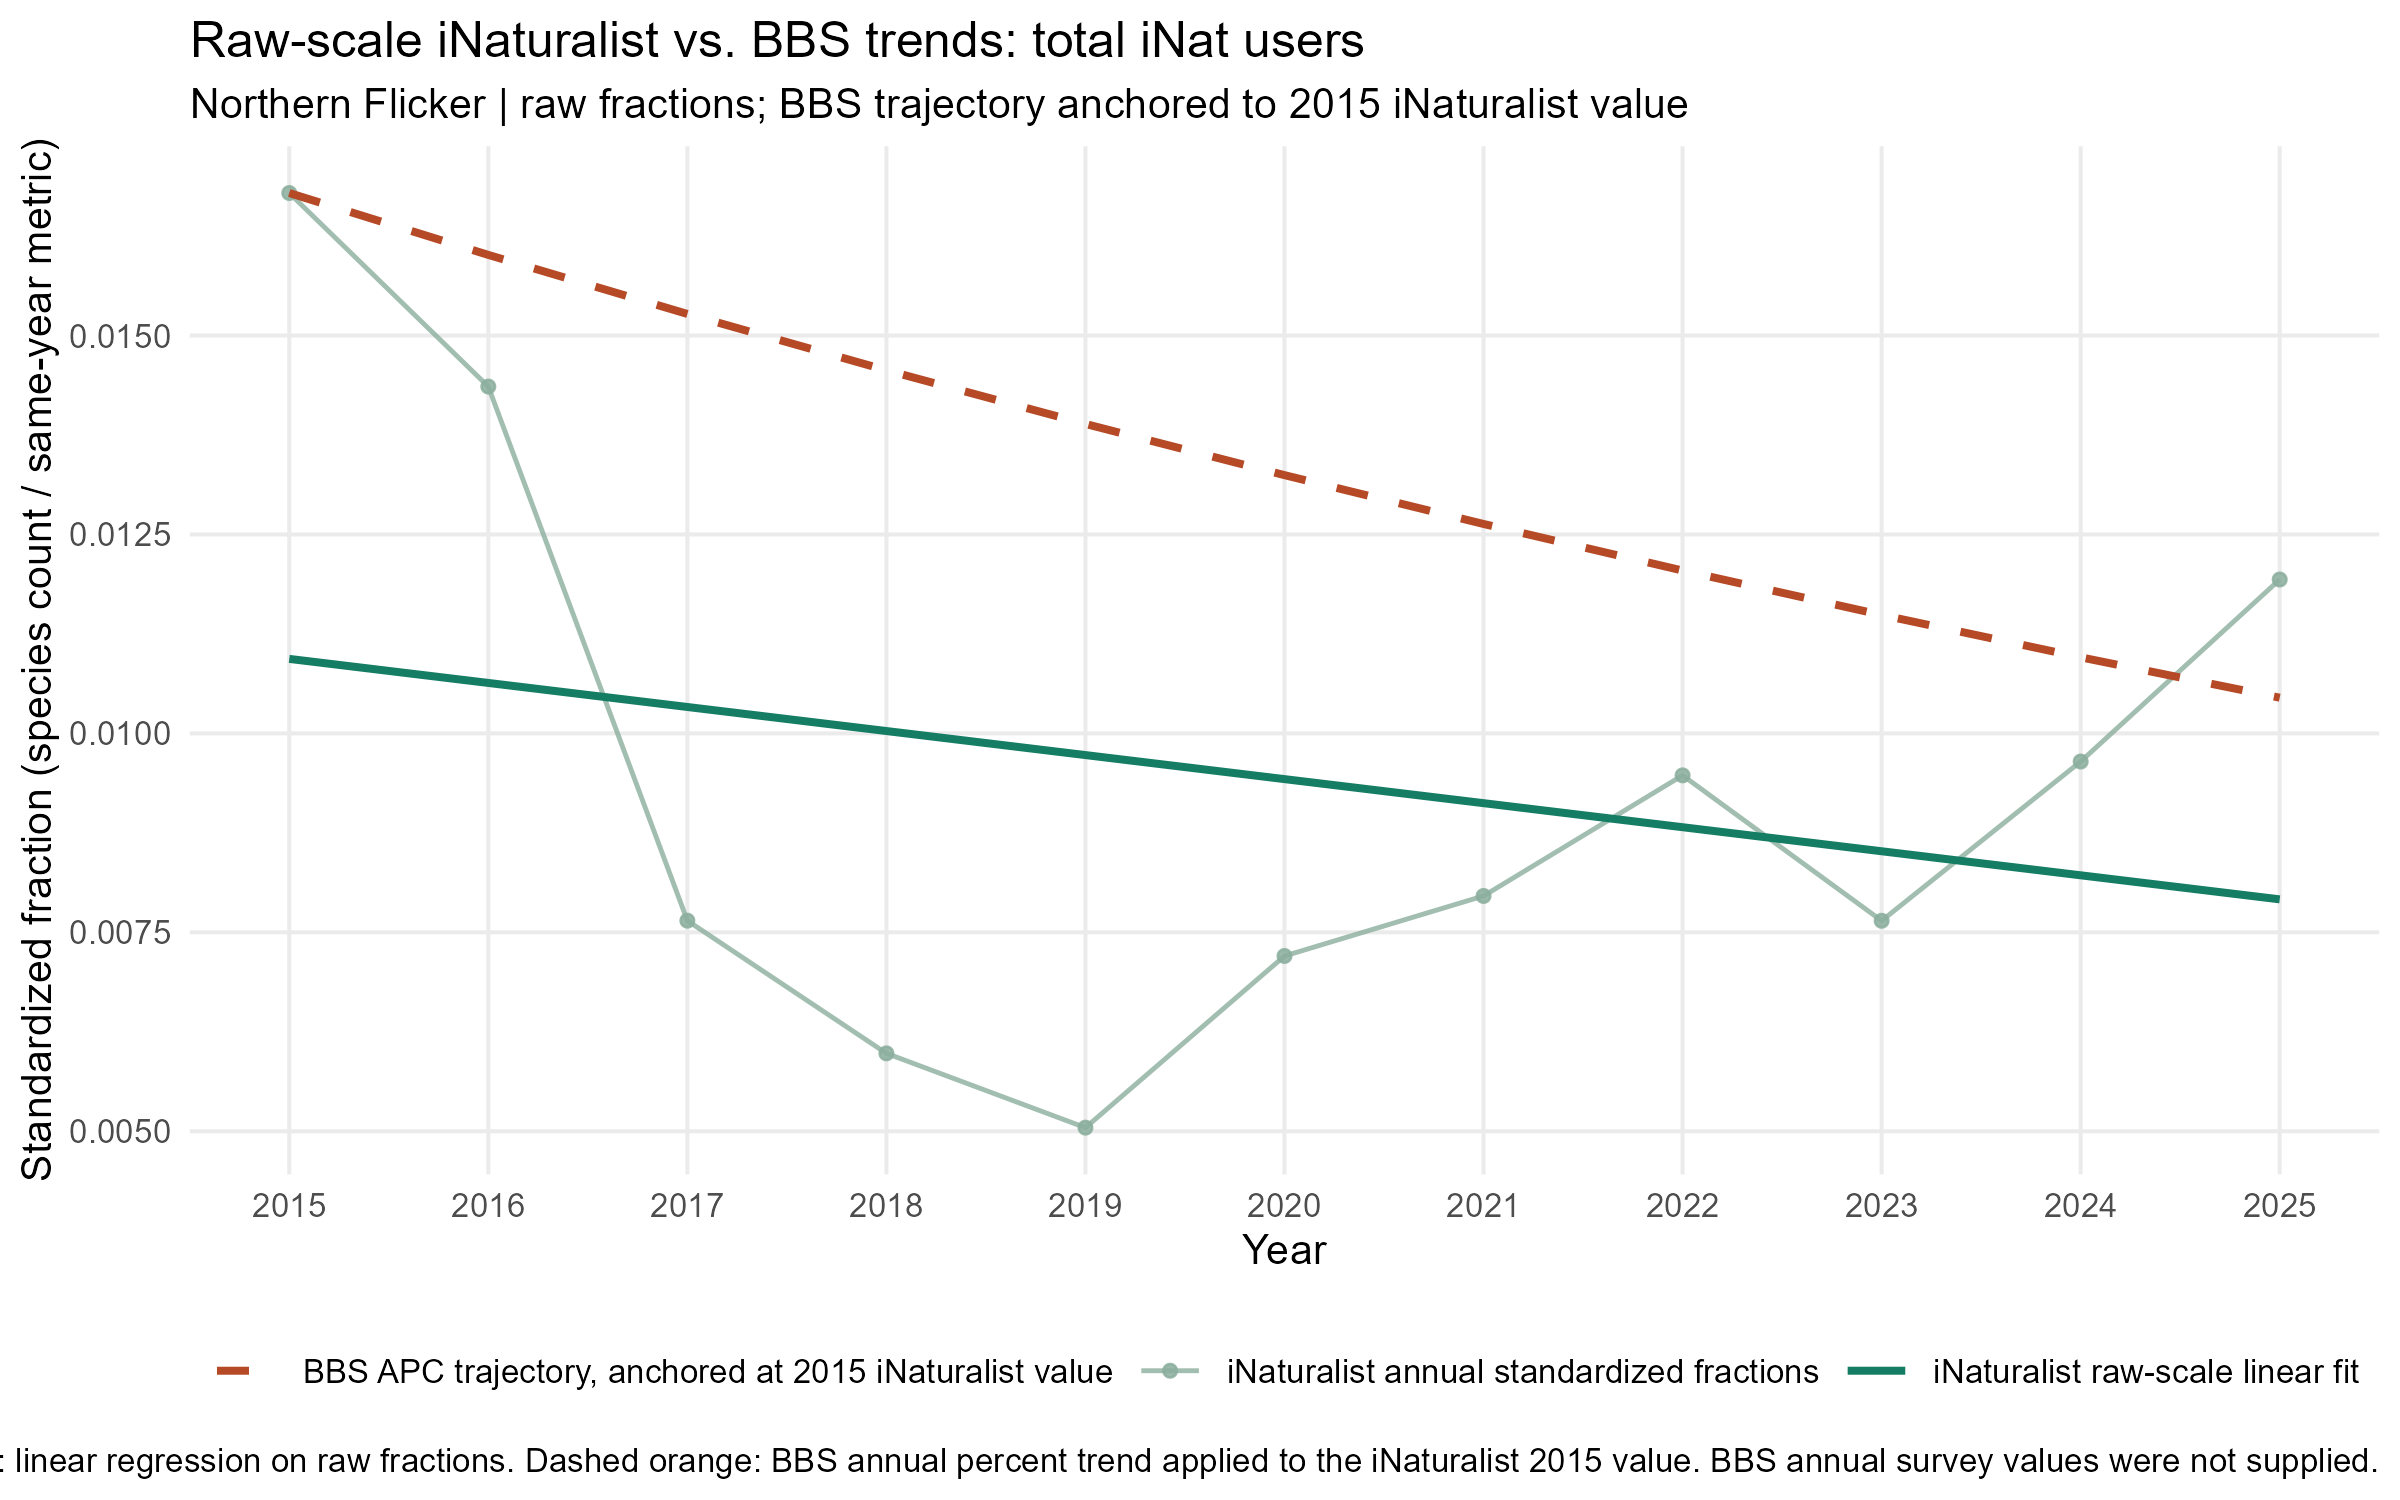 Raw-scale iNaturalist vs. BBS trends: total iNat users
Northern Flicker | raw fractions; BBS trajectory anchored to 2015 iNaturalist value
Standardized fraction (species count / same-year metric)
0.0150
0.0125
0.0100
0.0075
0.0050
2015 2016 2017 2018 2019 2020 2021 2022 2023 2024 2025
Year
BBS APC trajectory, anchored at 2015 iNaturalist value iNaturalist annual standardized fractions iNaturalist raw-scale linear fit
: linear regression on raw fractions. Dashed orange: BBS annual percent trend applied to the iNaturalist 2015 value. BBS annual survey values were not supplied.